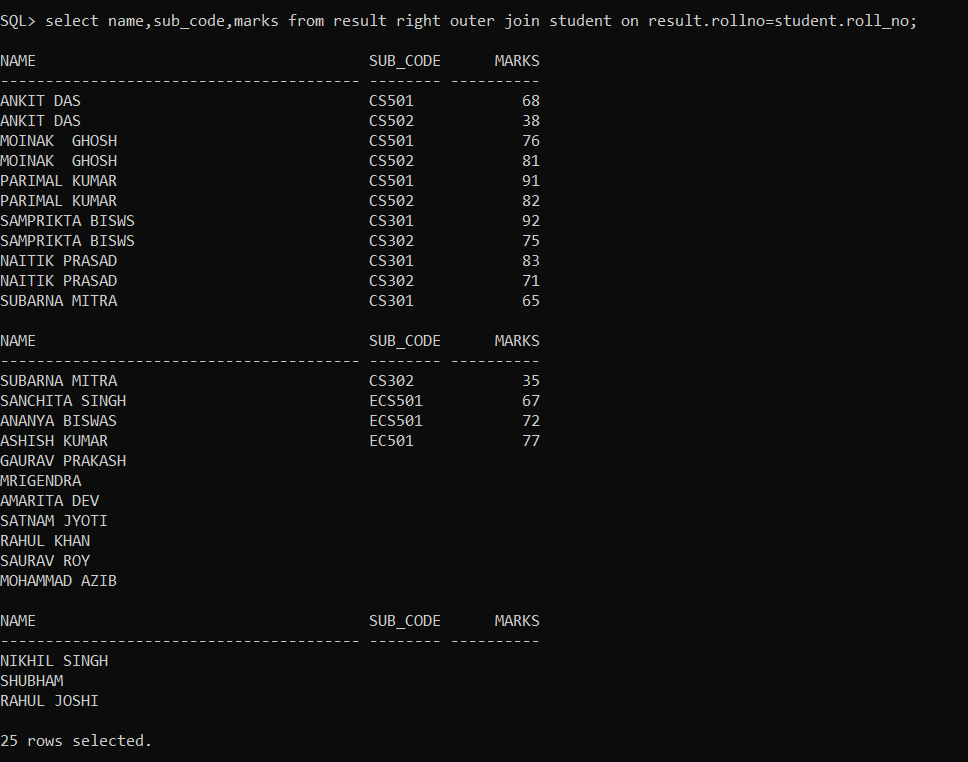 SQL> select name,sub_code,marks from result right outer join student on result.rollno=student.roll_no;
NAME                                     SUB_CODE      MARKS
---------------------------------------- -------- ----------
ANKIT DAS                                CS501            68
ANKIT DAS                                CS502            38
MOINAK  GHOSH                            CS501            76
MOINAK  GHOSH                            CS502            81
PARIMAL KUMAR                            CS501            91
PARIMAL KUMAR                            CS502            82
SAMPRIKTA BISWS                          CS301            92
SAMPRIKTA BISWS                          CS302            75
NAITIK PRASAD                            CS301            83
NAITIK PRASAD                            CS302            71
SUBARNA MITRA                            CS301            65
NAME                                     SUB_CODE      MARKS
---------------------------------------- -------- ----------
SUBARNA MITRA                            CS302            35
SANCHITA SINGH                           ECS501           67
ANANYA BISWAS                            ECS501           72
ASHISH KUMAR                             EC501            77
GAURAV PRAKASH
MRIGENDRA
AMARITA DEV
SATNAM JYOTI
RAHUL KHAN
SAURAV ROY
MOHAMMAD AZIB
NAME                                     SUB_CODE      MARKS
---------------------------------------- -------- ----------
NIKHIL SINGH
SHUBHAM
RAHUL JOSHI
25 rows selected.